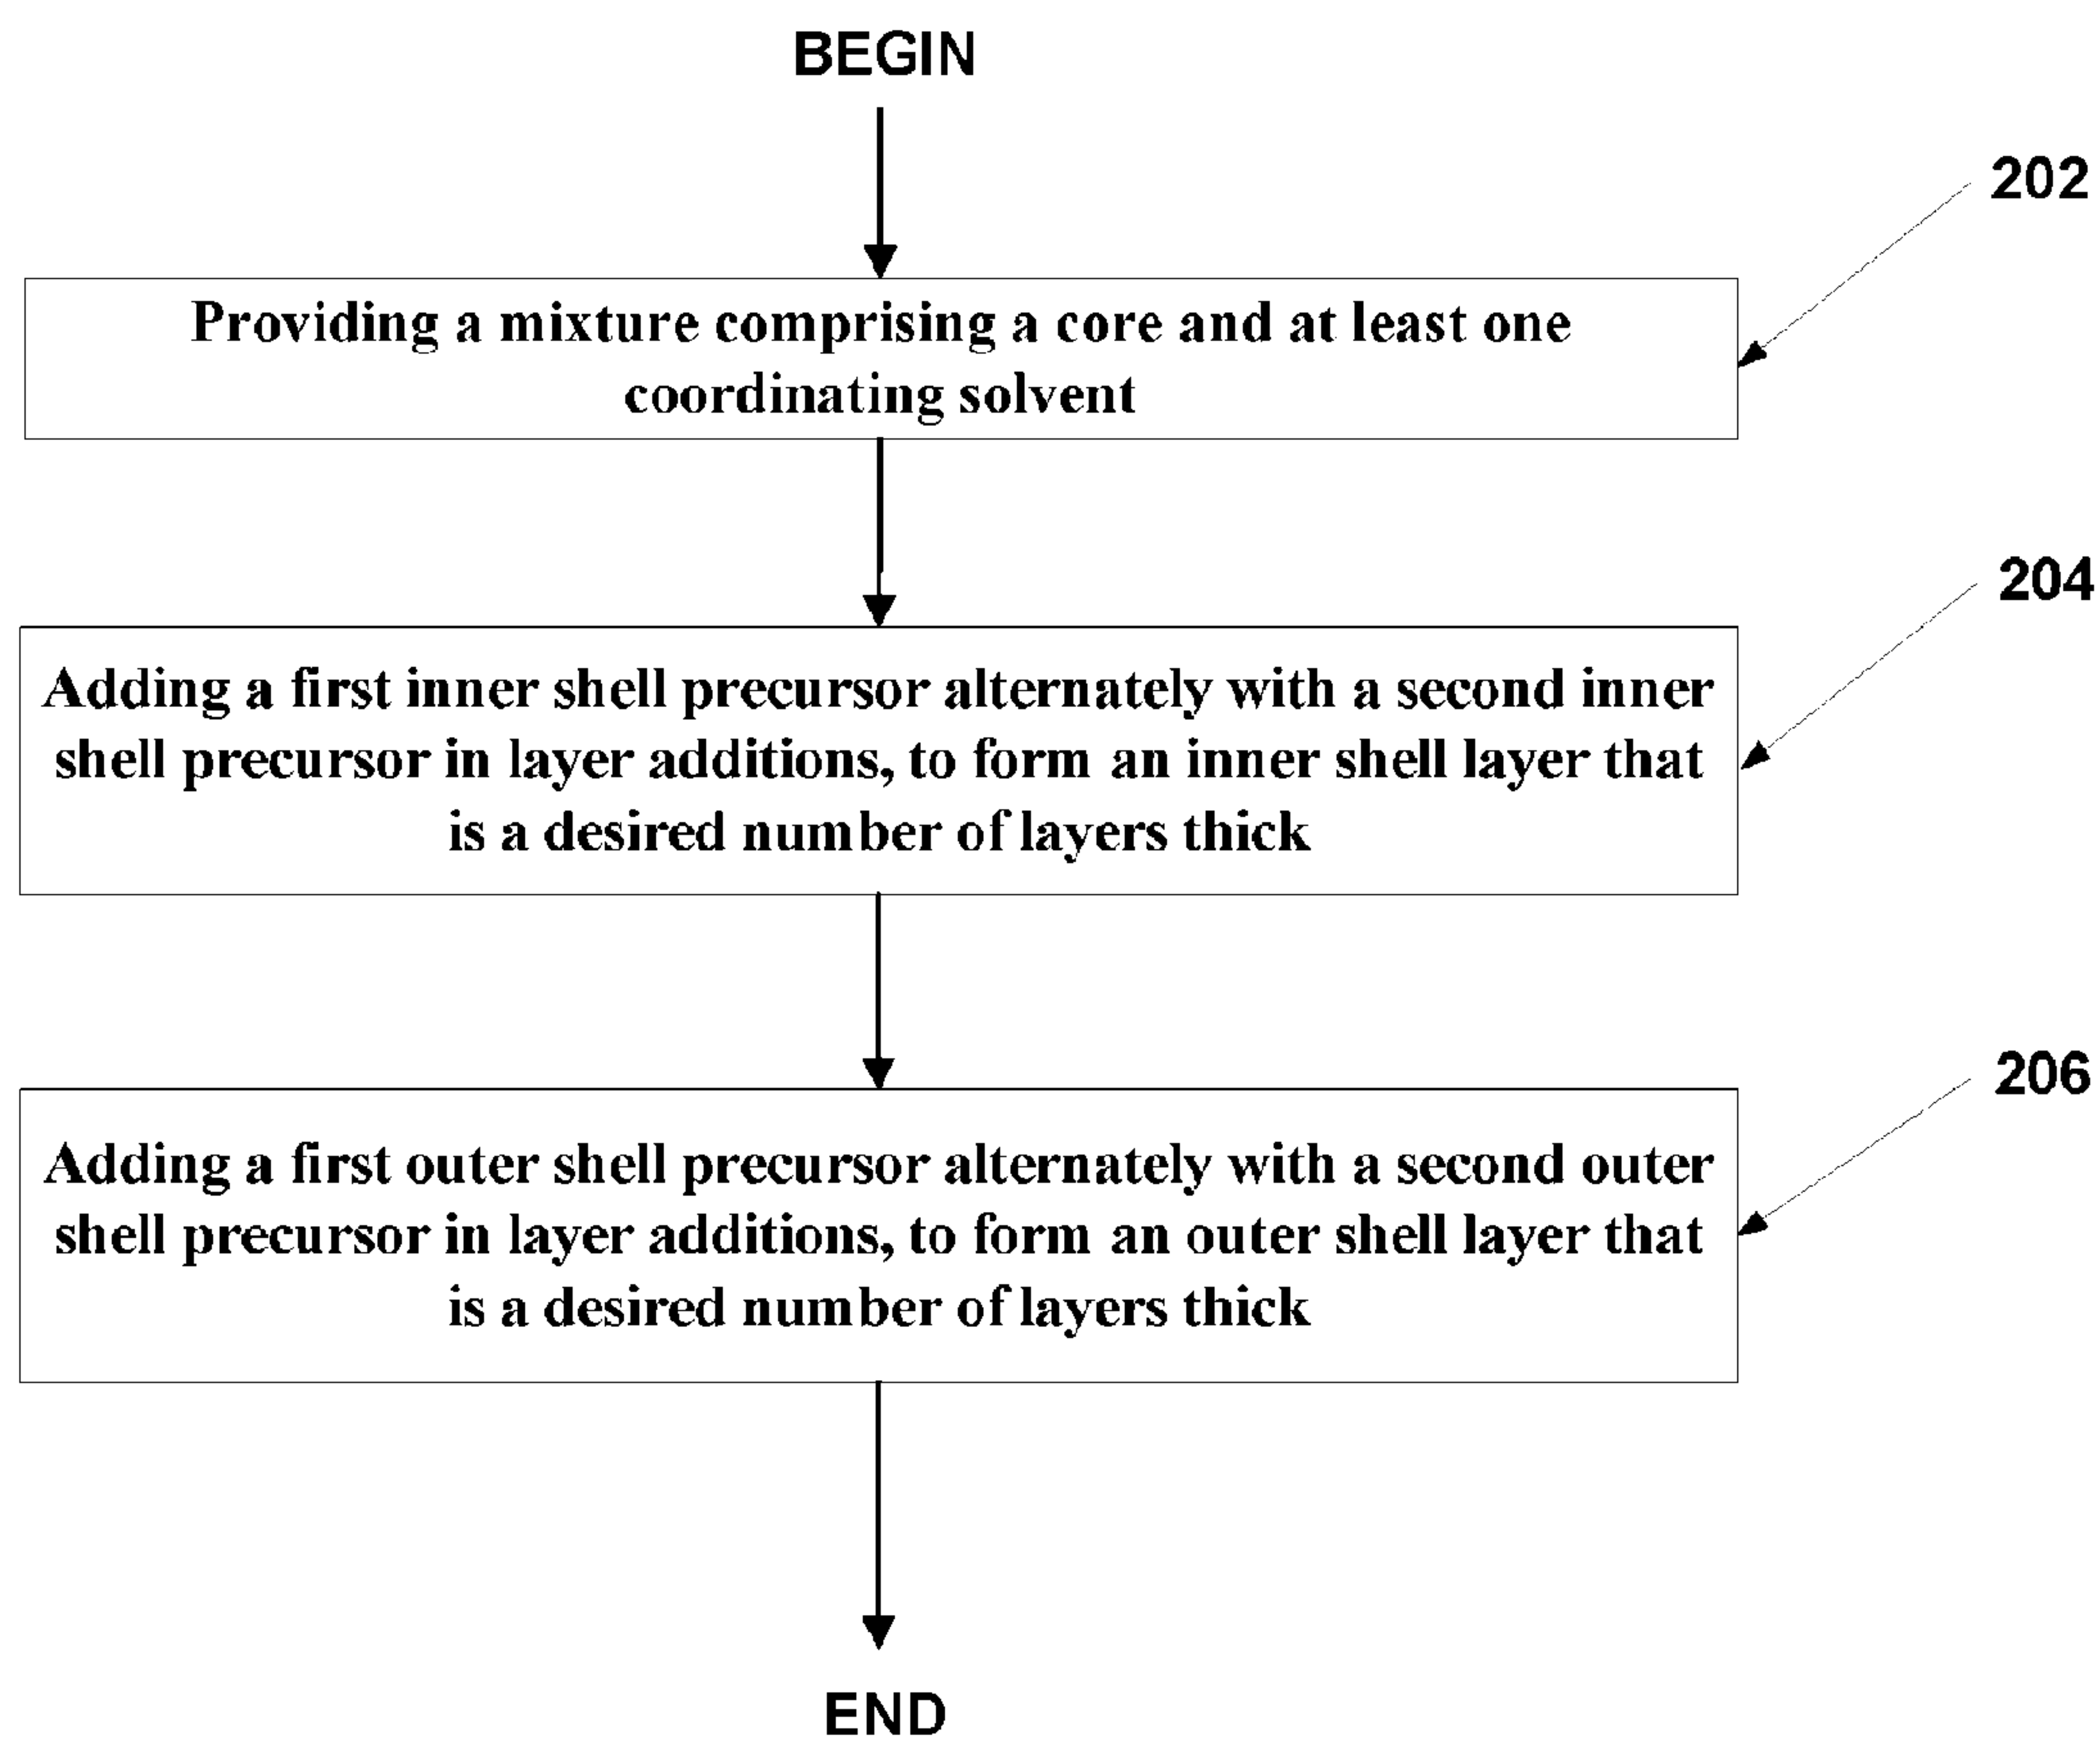 BEGIN
202
Providing a mixture comprising a core and at least one
coordinating solvent
204
Adding a first inner shell precursor alternately with a second inner
shell precursor in layer additions, to form an inner shell layer that
is a desired number of layers thick
206
Adding a first outer shell precursor alternately with a second outer
shell precursor in layer additions, to form an outer shell layer that
is a desired number of layers thick
END